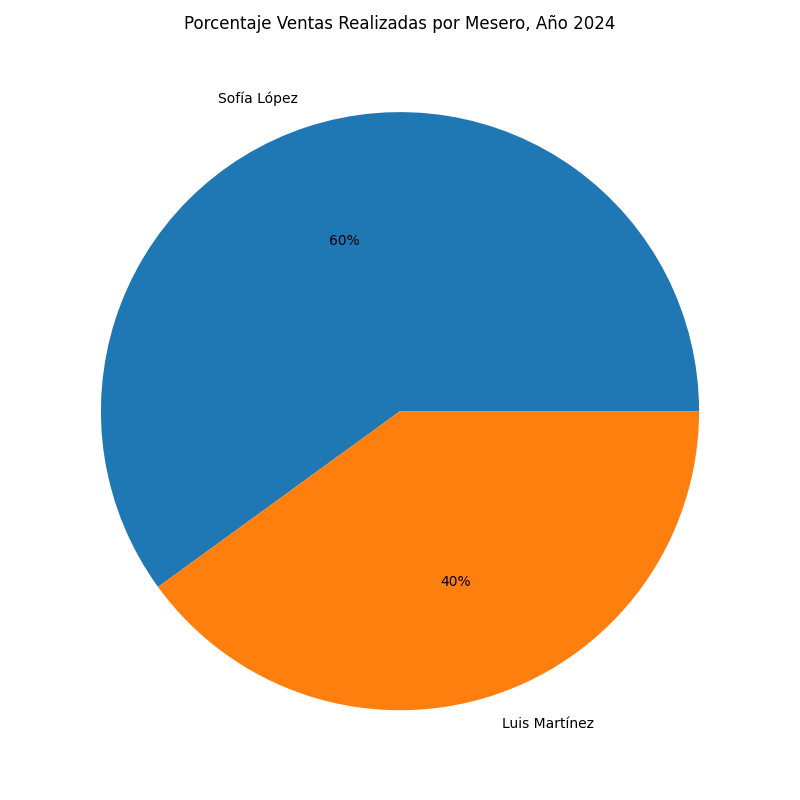 Porcentaje Ventas Realizadas por Mesero, Año 2024
Sofía López
60%
40%
Luis Martínez